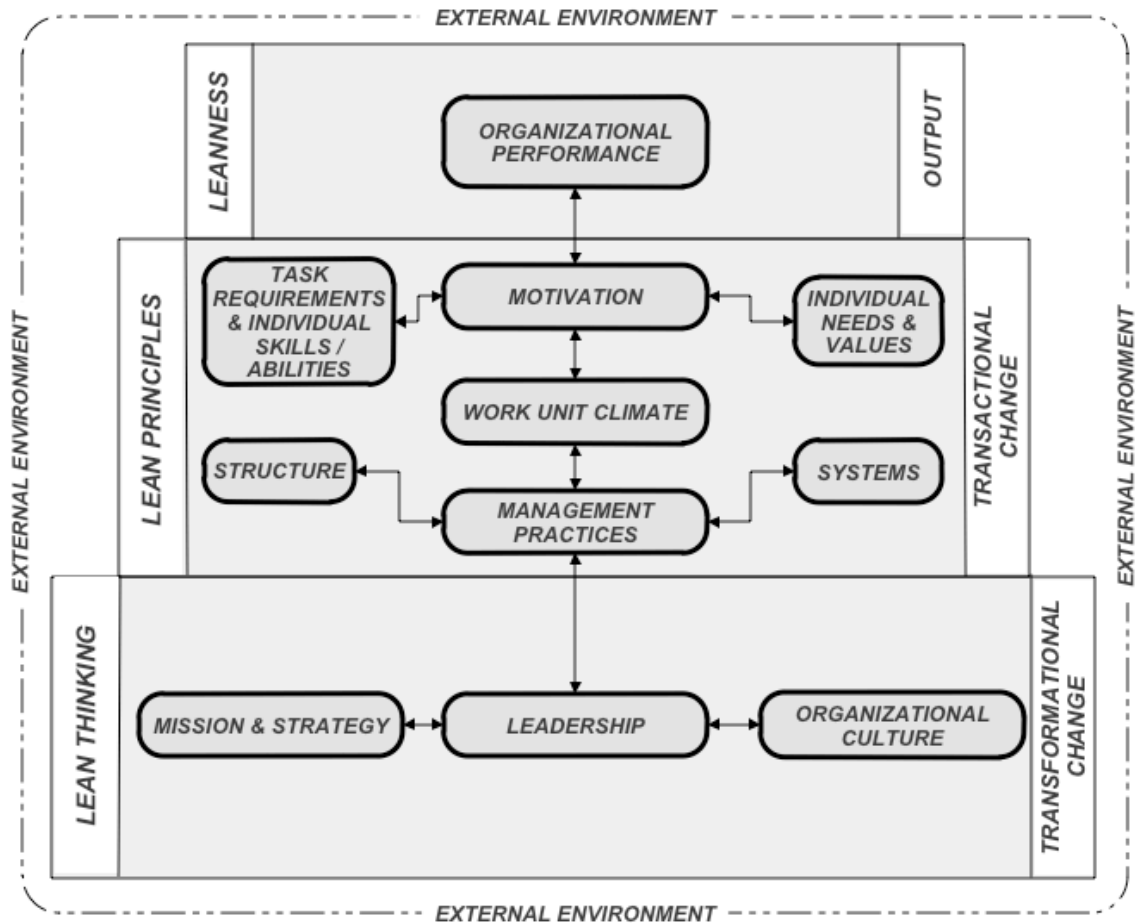 EXTERNAL ENVIRONMENT
LEANNESS
ORGANIZATIONAL
PERFORMANCE
OUTPUT
EXTERNAL ENVIRONMENT
LEAN PRINCIPLES
TASK
REQUIREMENTS
& INDIVIDUAL
SKILLS /
ABILITIES
MOTIVATION
INDIVIDUAL
NEEDS &
VALUES
WORK UNIT CLIMATE
STRUCTURE
SYSTEMS
MANAGEMENT
PRACTICES
TRANSACTIONAL
CHANGE
EXTERNAL ENVIRONMENT
LEAN THINKING
MISSION & STRATEGY
LEADERSHIP
ORGANIZATIONAL
CULTURE
TRANSFORMATIONAL
CHANGE
EXTERNAL ENVIRONMENT